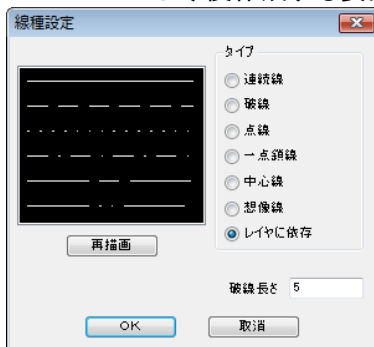 線種設定
タイプ
連続線
破線
点線
一点鎖線
中心線
想像線
レイヤに依存
再描画
破線長さ 5
OK 取消